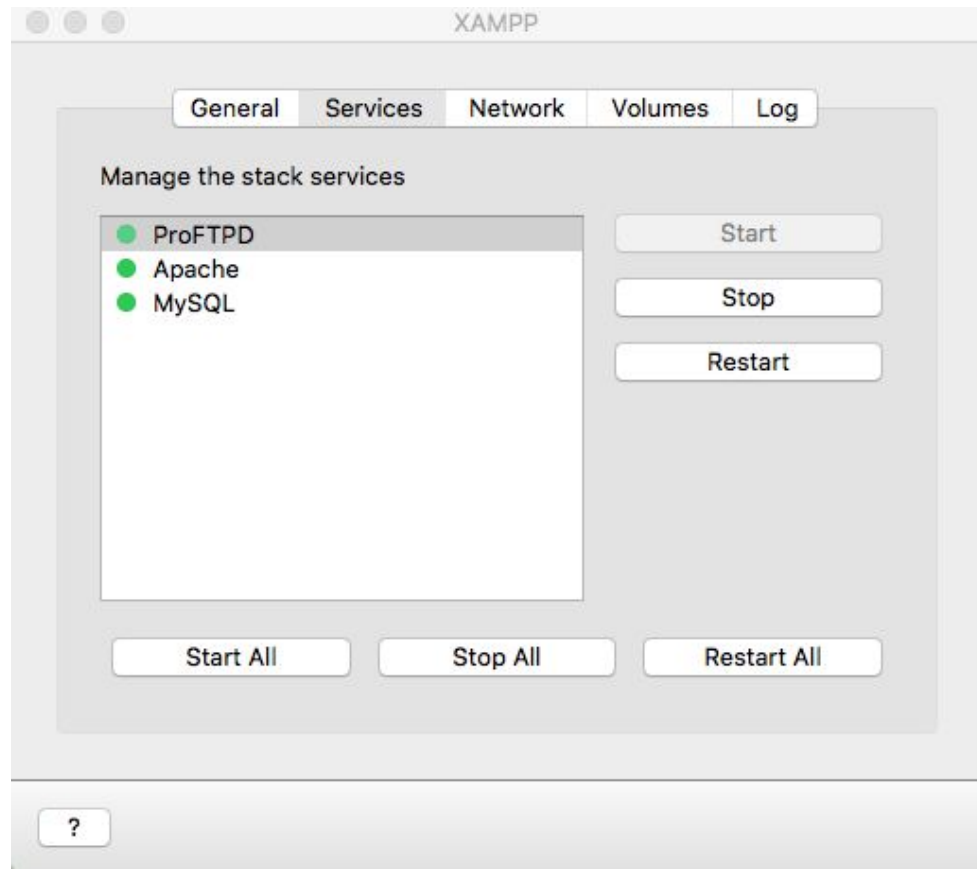 XAMPP
General Services Network Volumes Log
Manage the stack services
ProFTPD
Apache
MySQL
Start
Stop
Restart
Start All Stop All Restart All
?